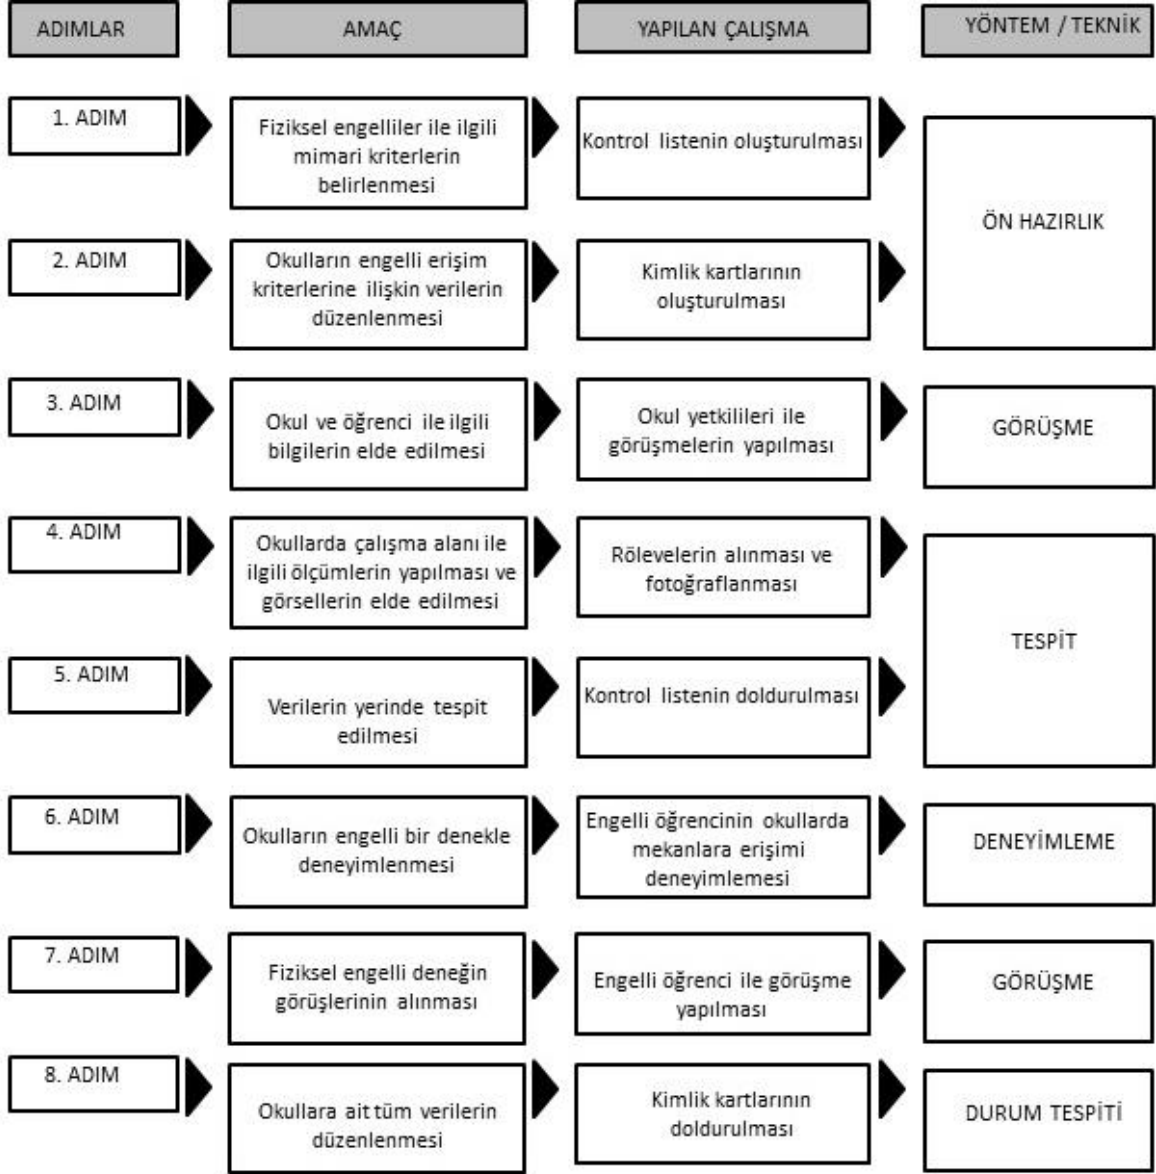 ADIMLAR
AMAÇ
YAPILAN ÇALIŞMA
YÖNTEM / TEKNİK
1. ADIM
Fiziksel engelliler ile ilgili
mimari kriterlerin
belirlenmesi
Kontrol listenin oluşturulması
ÖN HAZIRLIK
2. ADIM
Okulların engelli erişim
kriterlerine ilişkin verilerin
düzenlenmesi
Kimlik kartlarının
oluşturulması
3. ADIM
Okul ve öğrenci ile ilgili
bilgilerin elde edilmesi
Okul yetkilileri ile
görüşmelerin yapılması
GÖRÜŞME
4. ADIM
Okullarda çalışma alanı ile
ilgili ölçümlerin yapılması ve
görsellerin elde edilmesi
Rölevelerin alınması ve
fotoğraflanması
TESPİT
5. ADIM
Verilerin yerinde tespit
edilmesi
Kontrol listenin doldurulması
6. ADIM
Okulların engelli bir denekle
deneyimlenmesi
Engelli öğrencinin okullarda
mekanlara erişimi
deneyimlemesi
DENEYİMLEME
7. ADIM
Fiziksel engelli deneğin
görüşlerinin alınması
Engelli öğrenci ile görüşme
yapılması
GÖRÜŞME
8. ADIM
Okullara ait tüm verilerin
düzenlenmesi
Kimlik kartlarının
doldurulması
DURUM TESPİTİ